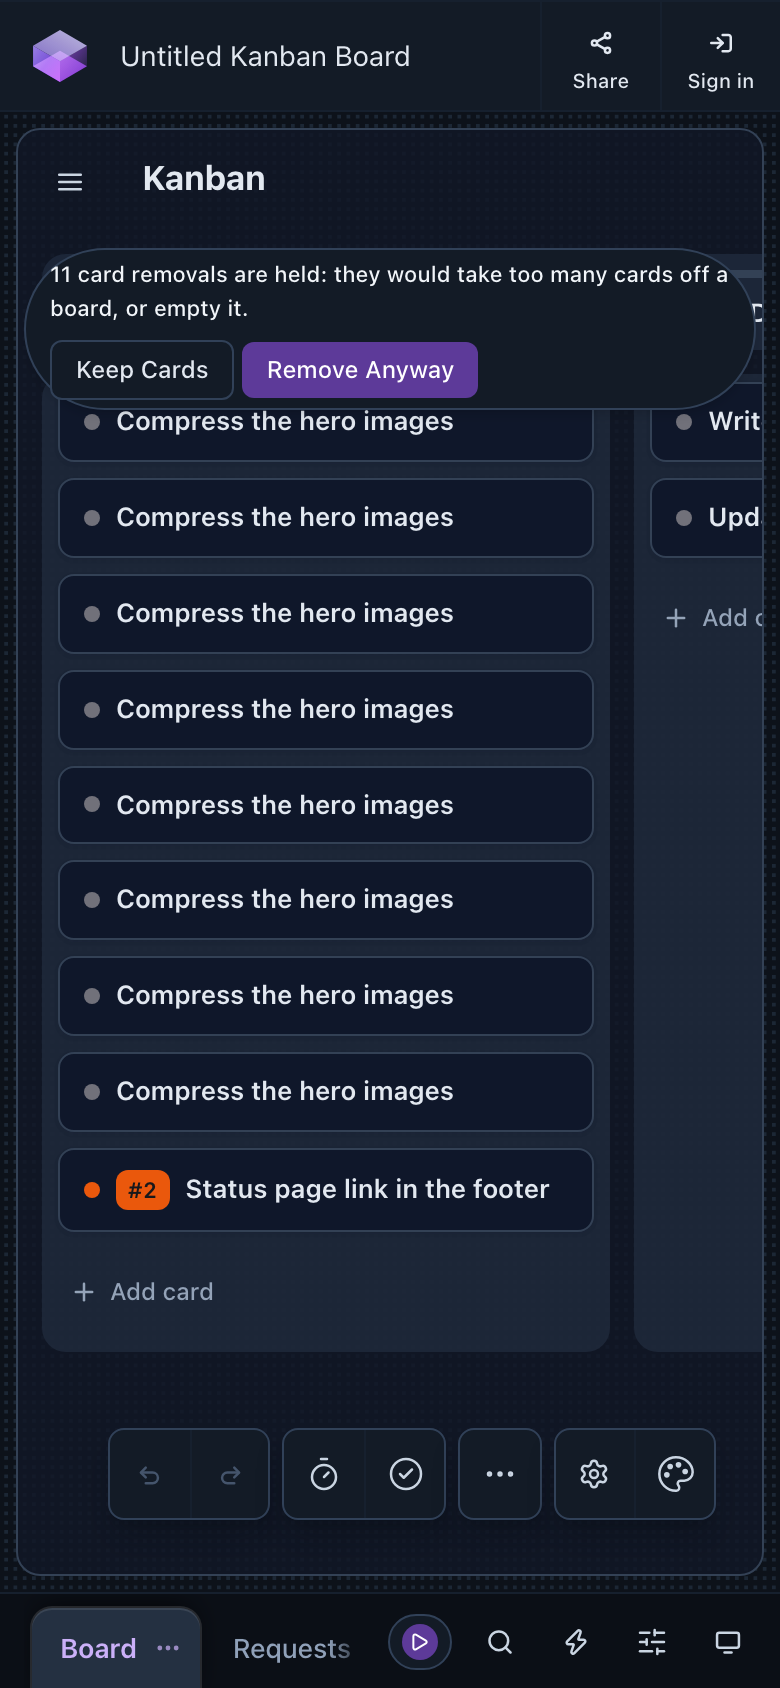 Untitled Kanban Board
Share
Sign in
Kanban
11 card removals are held: they would take too many cards off a
board, or empty it.
Keep Cards
Remove Anyway
Compress the hero images
Compress the hero images
Compress the hero images
Compress the hero images
Compress the hero images
Compress the hero images
Compress the hero images
Compress the hero images
#2 Status page link in the footer
+ Add card
Writ
Upd
+ Add
Board
Requests